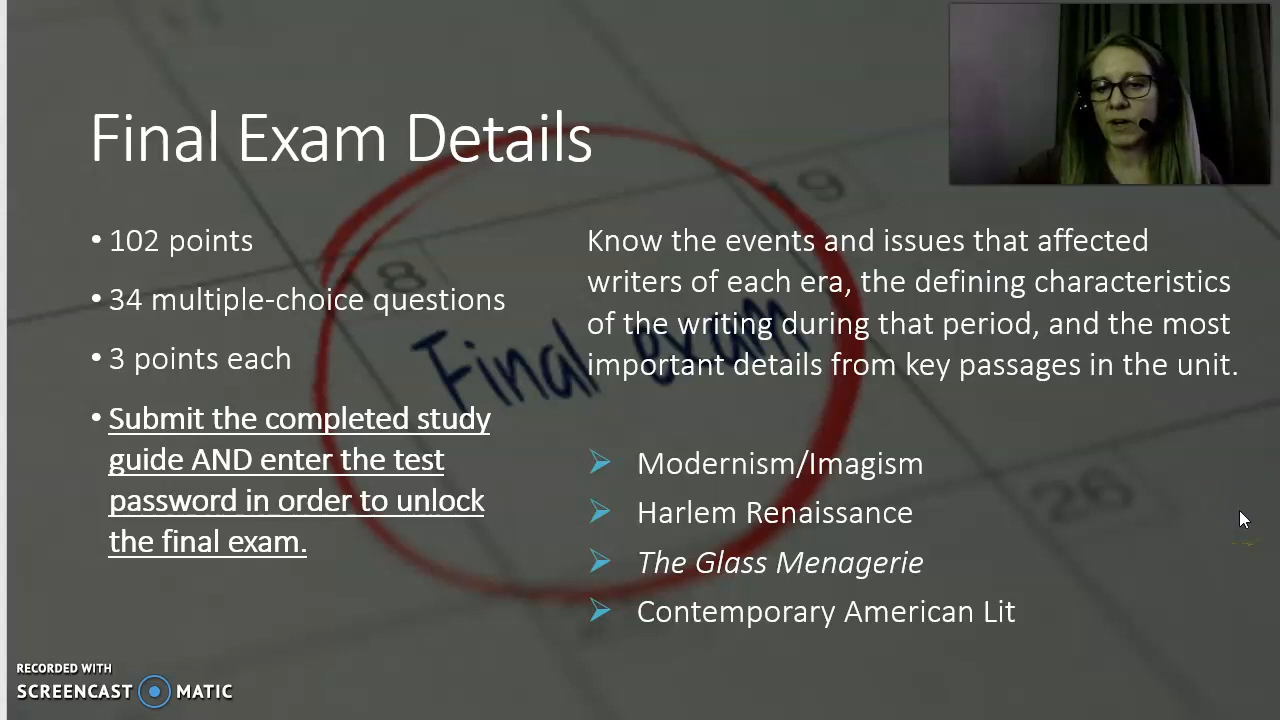 Final Exam Details
• 102 points
• 34 multiple-choice questions
• 3 points each
• Submit the completed study
guide AND enter the test
password in order to unlock
the final exam.
Know the events and issues that affected
writers of each era, the defining characteristics
of the writing during that period, and the most
important details from key passages in the unit.
➢ Modernism/Imagism
➢ Harlem Renaissance
➢ The Glass Menagerie
➢ Contemporary American Lit
18
19
Final exam
26
RECORDED WITH
SCREENCAST MATIC